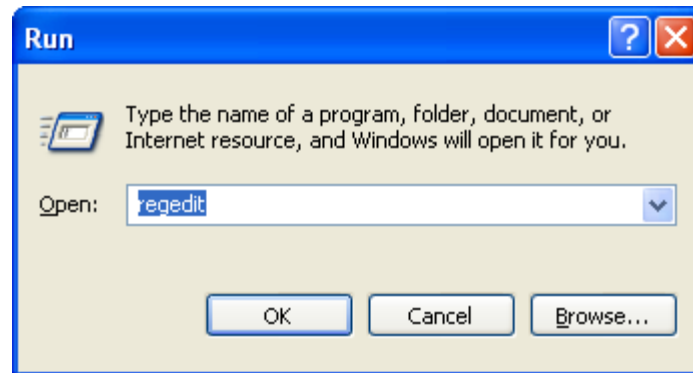 Run
Type the name of a program, folder, document, or
Internet resource, and Windows will open it for you.
Open:
regedit
OK
Cancel
Browse...